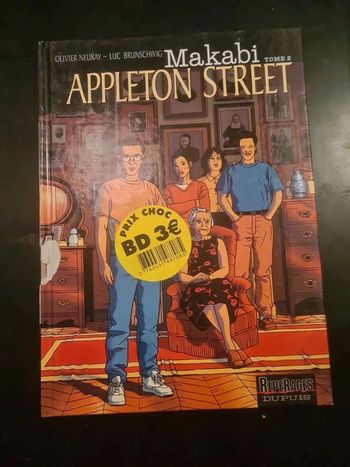 OLIVIER NEURAY ~ LUC BRUNSCHWIG
Makabi TOME 2
APPLETON STREET
PRIX CHOC
BD 3€
REPERAGES
DUPUIS